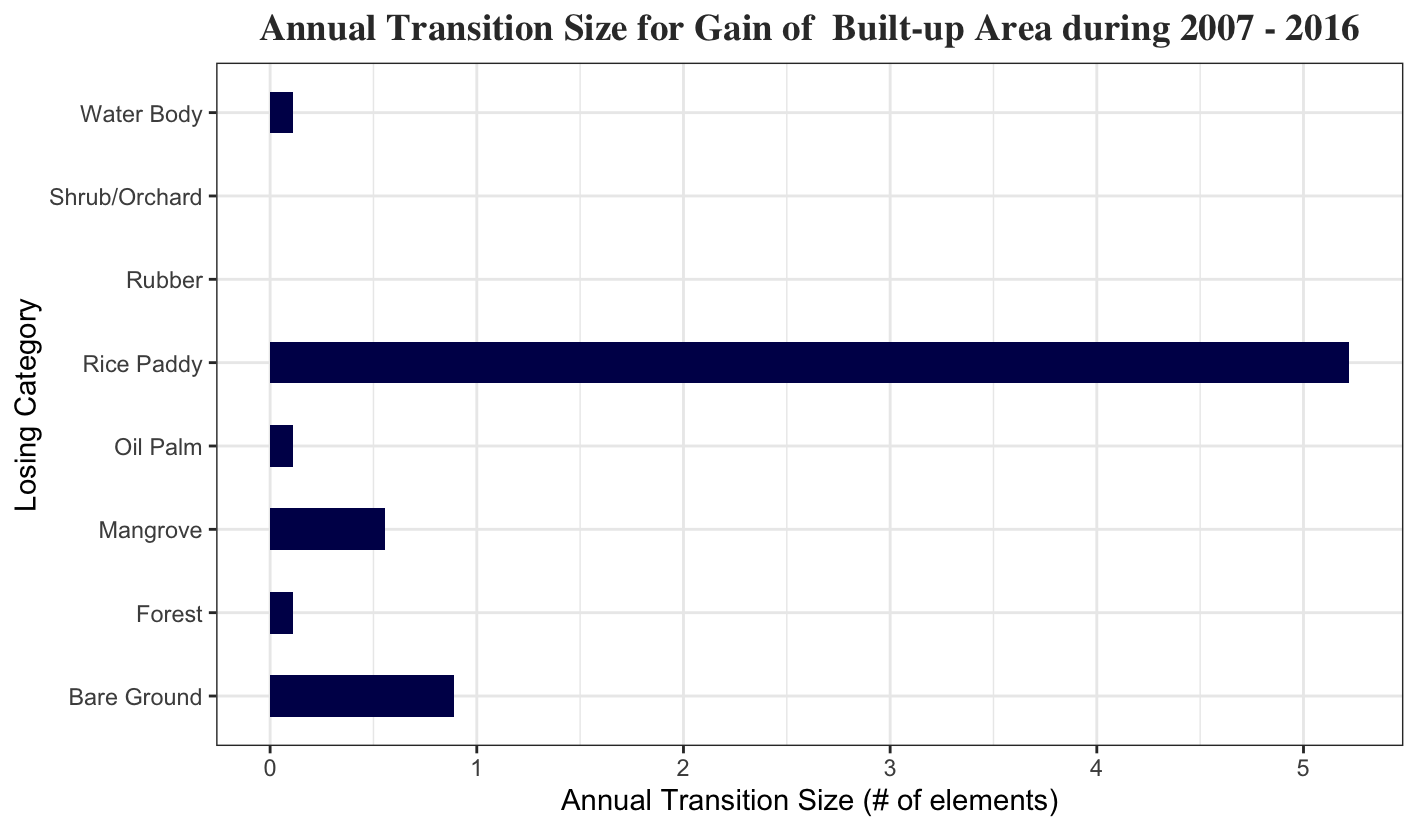 Annual Transition Size for Gain of  Built-up Area during 2007 - 2016
Losing Category
Water Body
Shrub/Orchard
Rubber
Rice Paddy
Oil Palm
Mangrove
Forest
Bare Ground
0 1 2 3 4 5
Annual Transition Size (# of elements)